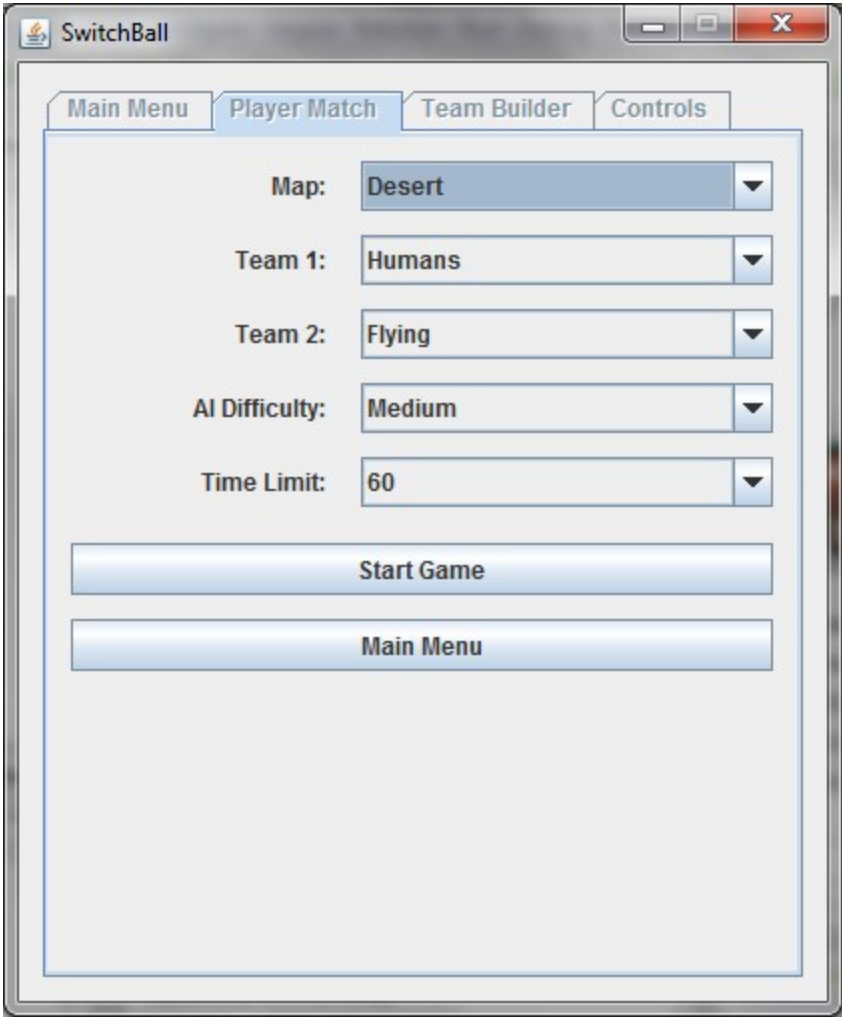 SwitchBall
Main Menu Player Match Team Builder Controls
Map: Desert
Team 1: Humans
Team 2: Flying
AI Difficulty: Medium
Time Limit: 60
Start Game
Main Menu